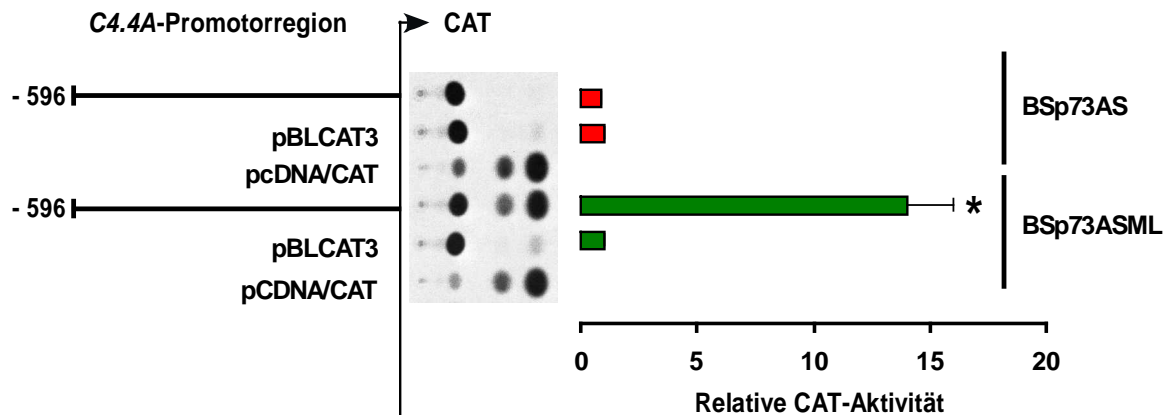 C4.4A-Promotorregion CAT
- 596
pBLCAT3
pcDNA/CAT
BSp73AS
- 596
pBLCAT3
pCDNA/CAT
*
BSp73ASML
0 5 10 15 20
Relative CAT-Aktivität